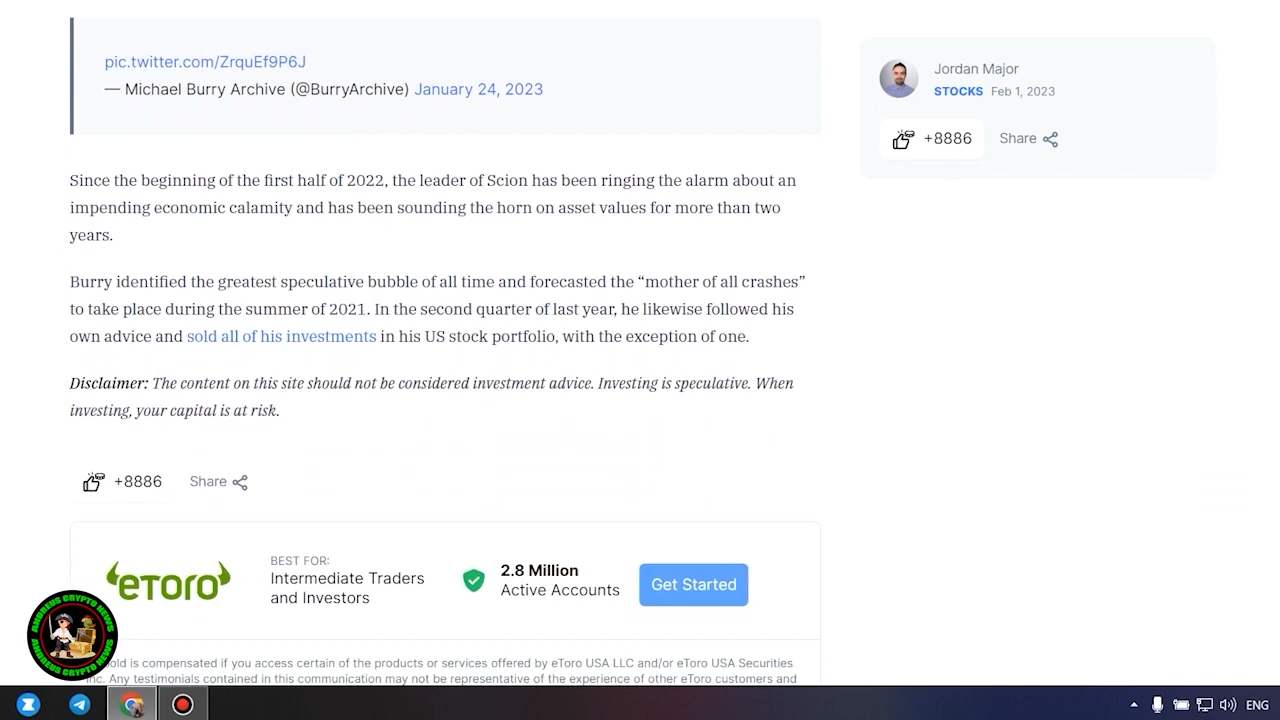 pic.twitter.com/ZrquEf9P6J
— Michael Burry Archive (@BurryArchive) January 24, 2023
Jordan Major
STOCKS Feb 1, 2023
+8886 Share
Since the beginning of the first half of 2022, the leader of Scion has been ringing the alarm about an
impending economic calamity and has been sounding the horn on asset values for more than two
years.
Burry identified the greatest speculative bubble of all time and forecasted the “mother of all crashes”
to take place during the summer of 2021. In the second quarter of last year, he likewise followed his
own advice and sold all of his investments in his US stock portfolio, with the exception of one.
Disclaimer: The content on this site should not be considered investment advice. Investing is speculative. When
investing, your capital is at risk.
+8886 Share
eToro
BEST FOR:
Intermediate Traders
and Investors
2.8 Million
Active Accounts
Get Started
ANDREUS CRYPTO NEWS
ANDREUS CRYPTO NEWS
is compensated if you access certain of the products or services offered by eToro USA LLC and/or eToro USA Securities
Inc. Any testimonials contained in this communication may not be representative of the experience of other eToro customers and
ENG